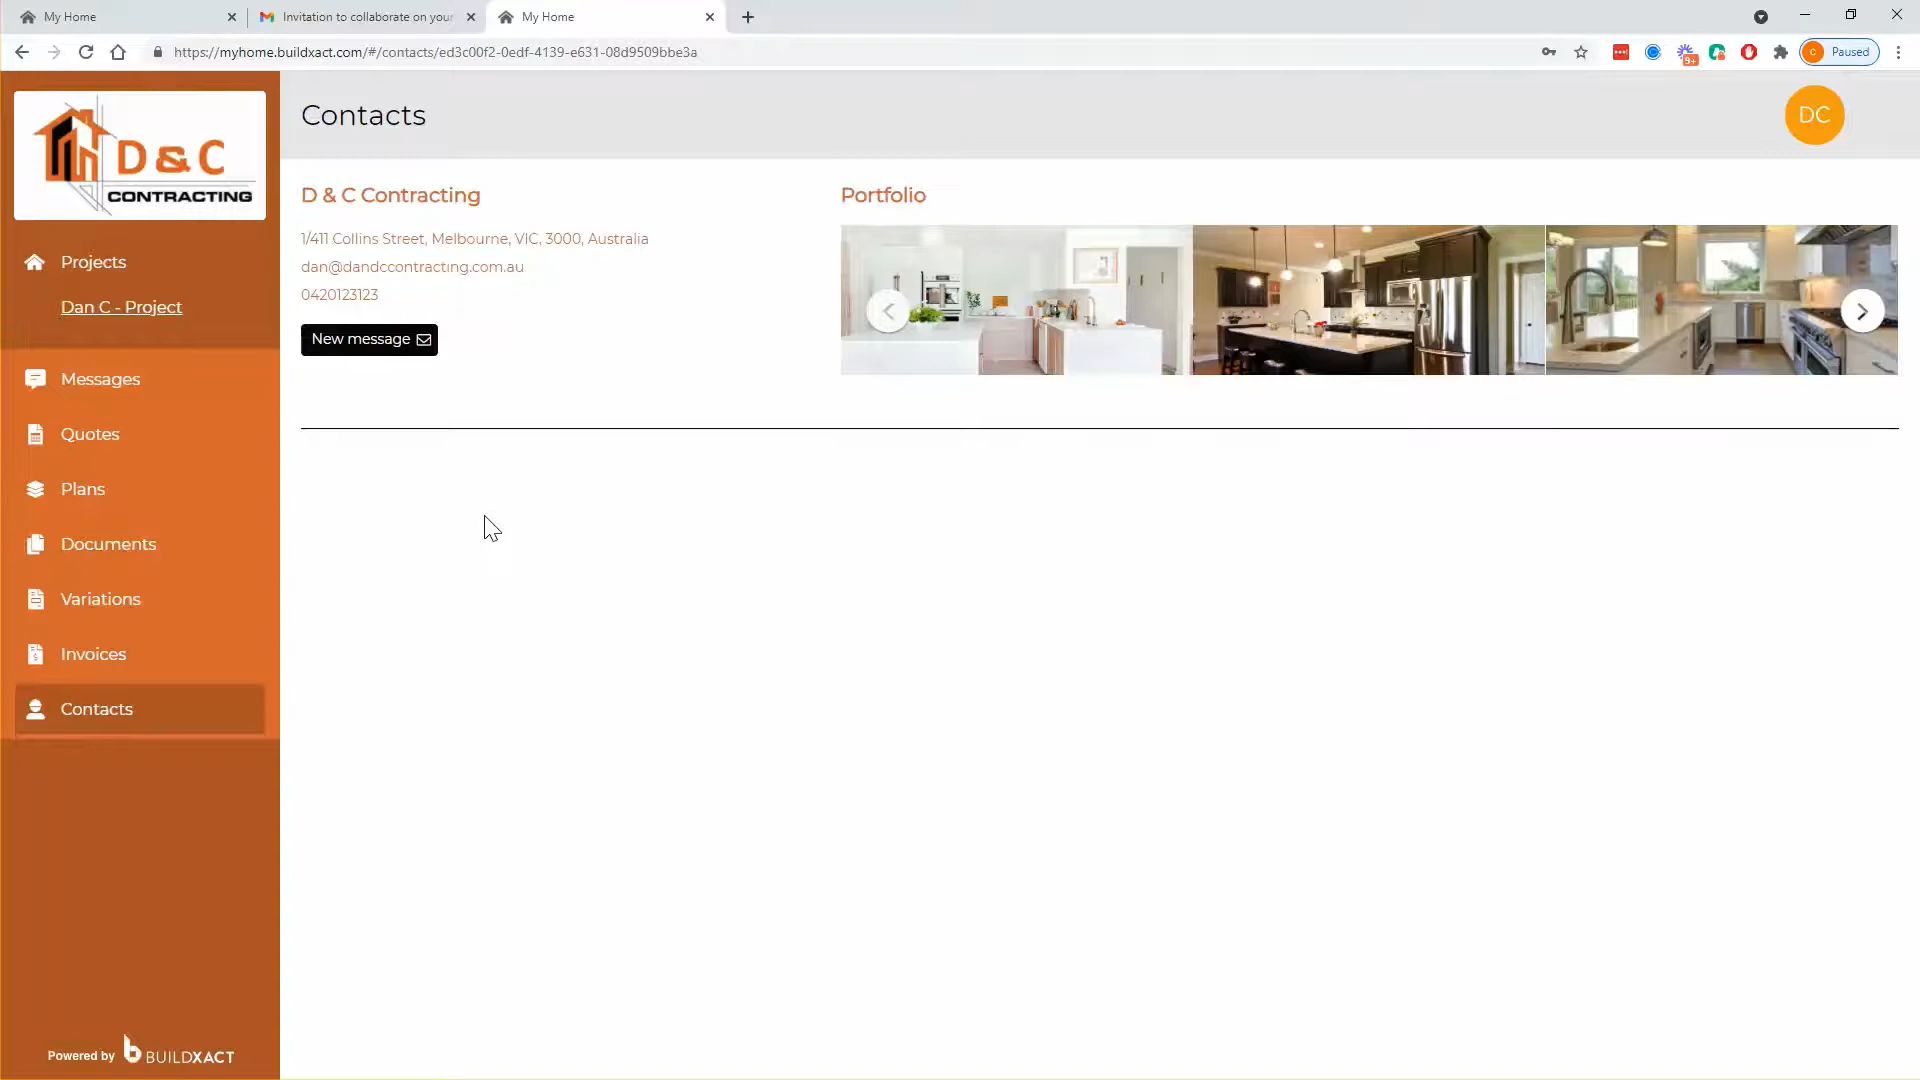 My Home
Invitation to collaborate on your
My Home
https://myhome.buildxact.com/#/contacts/ed3c00f2-0edf-4139-e631-08d9509bbe3a
9+
C
Paused
D & C
CONTRACTING
Contacts
DC
Projects
Dan C - Project
Messages
Quotes
Plans
Documents
Variations
Invoices
Contacts
D & C Contracting
1/411 Collins Street, Melbourne, VIC, 3000, Australia
dan@dandccontracting.com.au
0420123123
New message
Portfolio
Powered by BUILDXACT